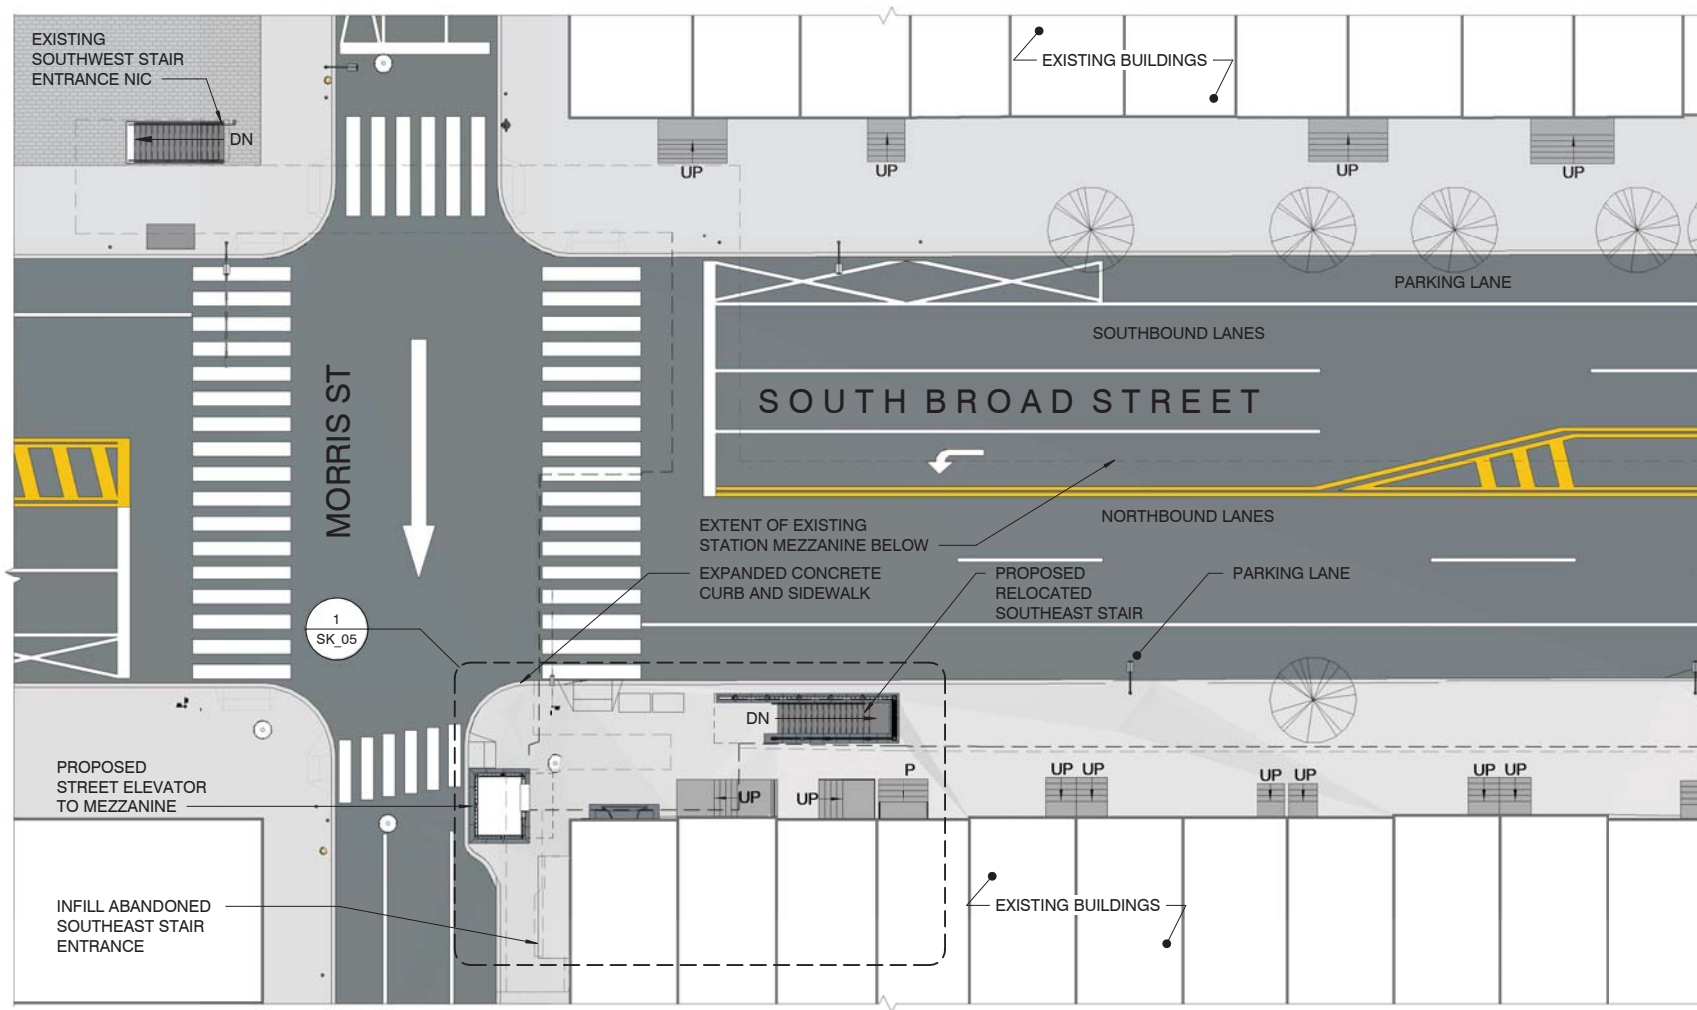 EXISTING
SOUTHWEST STAIR
ENTRANCE NIC
DN
EXISTING BUILDINGS
UP
UP
UP
UP
PARKING LANE
SOUTHBOUND LANES
SOUTH BROAD STREET
MORRIS ST
NORTHBOUND LANES
EXTENT OF EXISTING
STATION MEZZANINE BELOW
EXPANDED CONCRETE
CURB AND SIDEWALK
PROPOSED
RELOCATED
SOUTHEAST STAIR
PARKING LANE
1
SK_05
DN
PROPOSED
STREET ELEVATOR
TO MEZZANINE
UP
UP
P
UP UP
UP UP
UP UP
INFILL ABANDONED
SOUTHEAST STAIR
ENTRANCE
EXISTING BUILDINGS